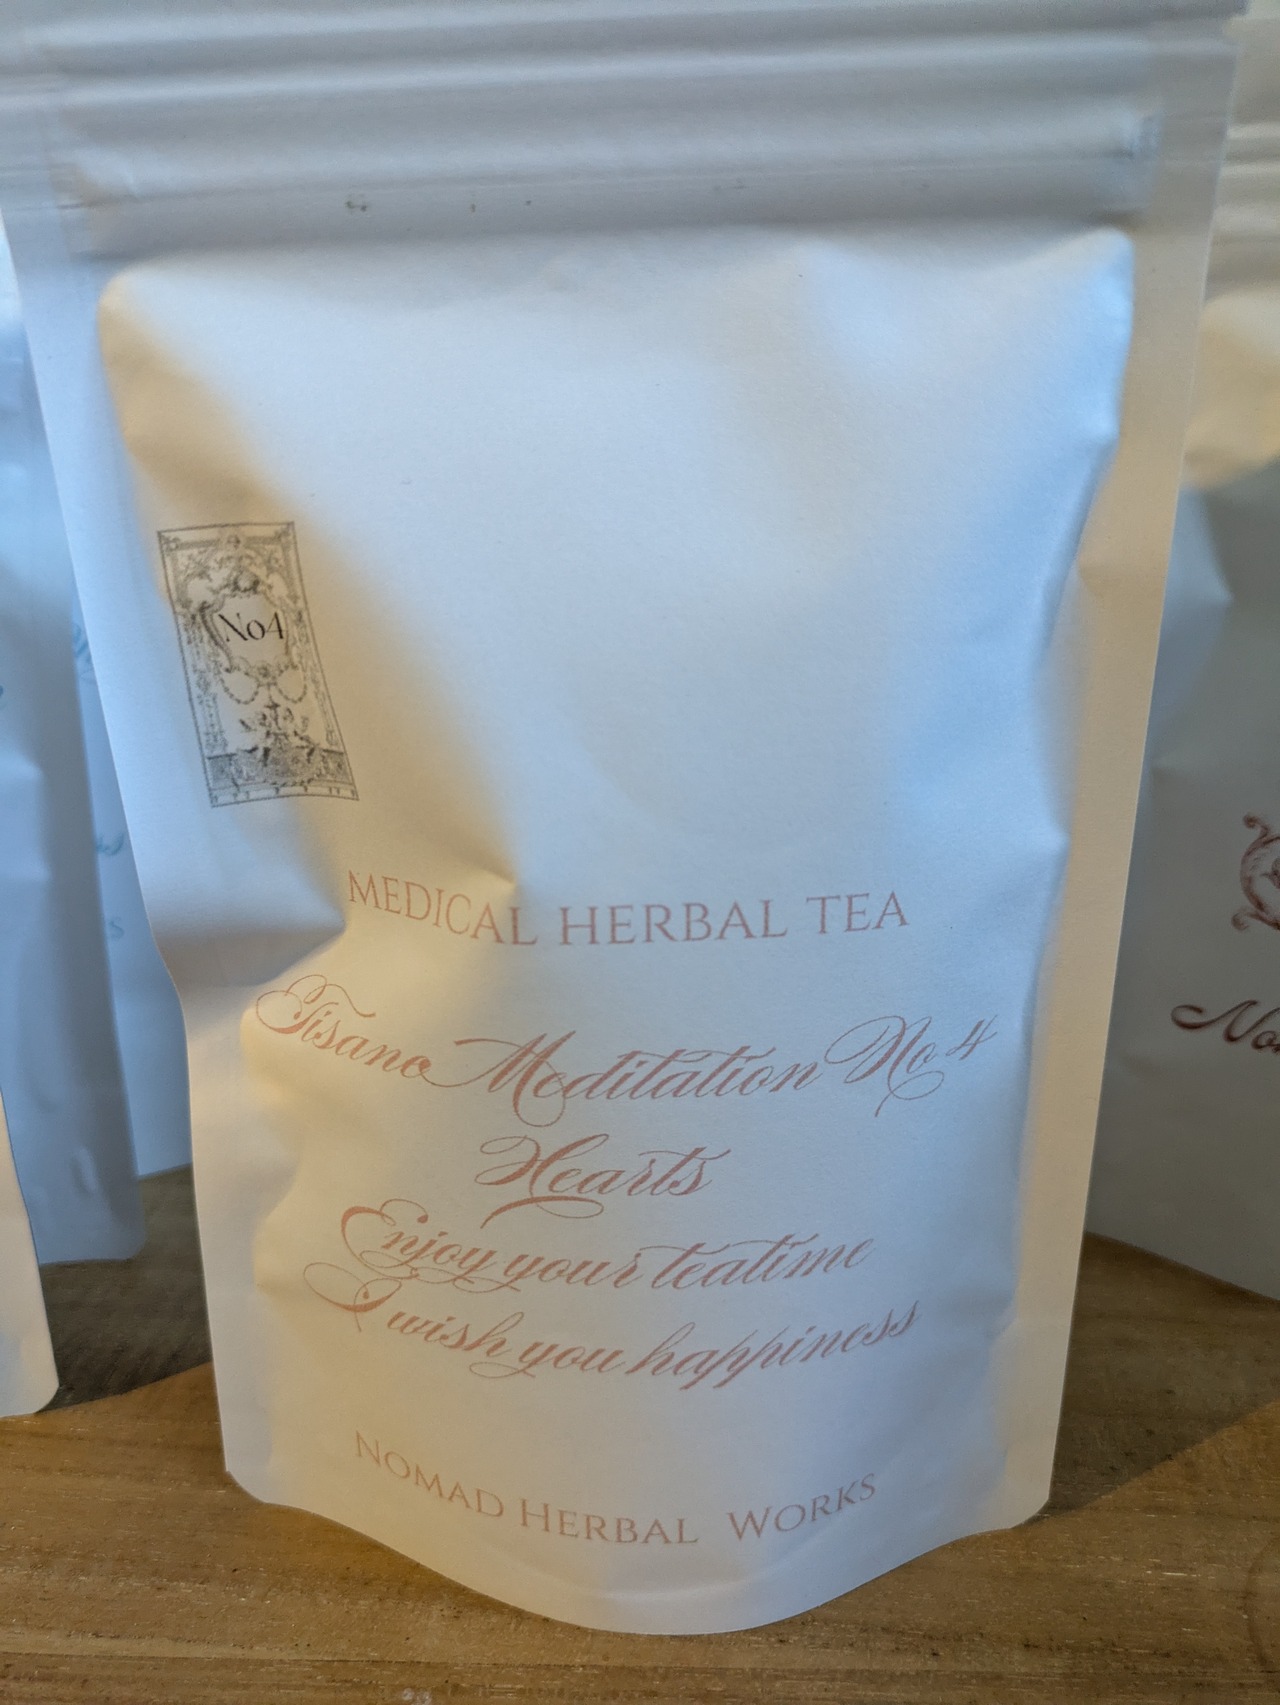 No4
MEDICAL HERBAL TEA
Tisane Meditation No.4
Hearts
Enjoy your teatime
I wish you happiness
NOMAD HERBAL WORKS